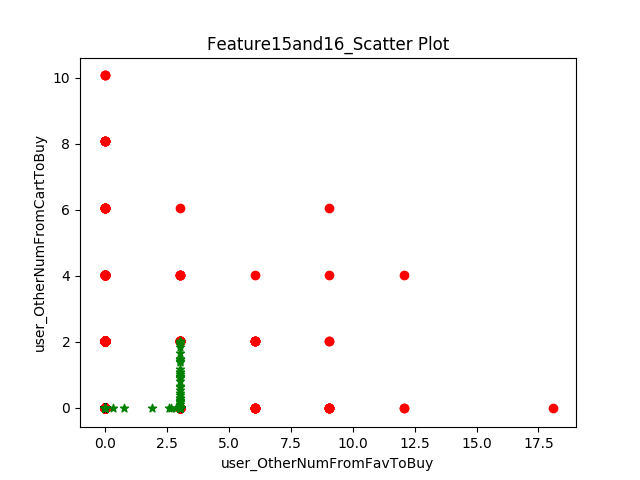 Feature15and16_Scatter Plot
10
8
6
4
2
0
user_OtherNumFromCartToBuy
0.0 2.5 5.0 7.5 10.0 12.5 15.0 17.5
user_OtherNumFromFavToBuy